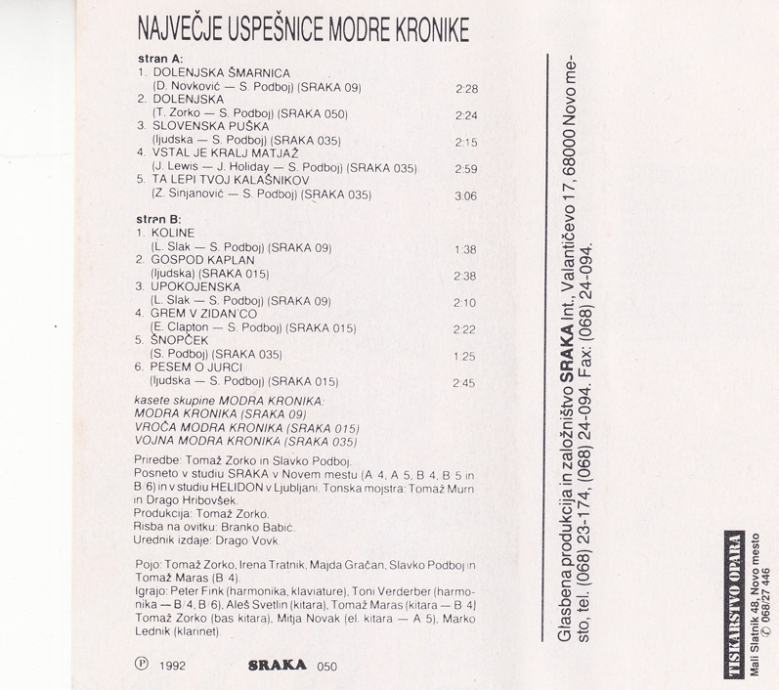 NAJVEČJE USPEŠNICE MODRE KRONIKE
stran A:
1. DOLENJSKA ŠMARNICA
(D. Novković — S. Podboj) (SRAKA 09) 2:28
2. DOLENJSKA
(T. Zorko — S. Podboj) (SRAKA 050) 2:24
3. SLOVENSKA PUŠKA
(ljudska — S. Podboj) (SRAKA 035) 2:15
4. VSTAL JE KRALJ MATJAŽ
(J. Lewis — J. Holiday — S. Podboj) (SRAKA 035) 2:59
5. TA LEPI TVOJ KALAŠNIKOV
(Z. Sinjanović — S. Podboj) (SRAKA 035) 3:06
stran B:
1. KOLINE
(L. Slak — S. Podboj) (SRAKA 09) 1:38
2. GOSPOD KAPLAN
(ljudska) (SRAKA 015) 2:38
3. UPOKOJENSKA
(L. Slak — S. Podboj) (SRAKA 09) 2:10
4. GREM V ZIDAN'CO
(E. Clapton — S. Podboj) (SRAKA 015) 2:22
5. ŠNOPČEK
(S. Podboj) (SRAKA 035) 1:25
6. PESEM O JURCI
(ljudska — S. Podboj) (SRAKA 015) 2:45
kasete skupine MODRA KRONIKA:
MODRA KRONIKA (SRAKA 09)
VROČA MODRA KRONIKA (SRAKA 015)
VOJNA MODRA KRONIKA (SRAKA 035)
Priredbe: Tomaž Zorko in Slavko Podboj.
Posneto v studiu SRAKA v Novem mestu (A 4, A 5, B 4, B 5 in
B 6) in v studiu HELIDON v Ljubljani. Tonska mojstra: Tomaž Murn
in Drago Hribovšek.
Produkcija: Tomaž Zorko.
Risba na ovitku: Branko Babić.
Urednik izdaje: Drago Vovk.
Pojo: Tomaž Zorko, Irena Tratnik, Majda Gračan, Slavko Podboj in
Tomaž Maras (B 4).
Igrajo: Peter Fink (harmonika, klaviature), Toni Verderber (harmo-
nika — B 4, B 6), Aleš Svetlin (kitara), Tomaž Maras (kitara — B 4)
Tomaž Zorko (bas kitara), Mitja Novak (el. kitara — A 5), Marko
Lednik (klarinet).
Ⓟ 1992 SRAKA 050
Glasbena produkcija in založništvo SRAKA Int., Valantičevo 17, 68000 Novo me-
sto, tel. (068) 23-174, (068) 24-094. Fax: (068) 24-094.
TISKARSTVO OPARA
Mali Slatnik 48, Novo mesto
✆ 068/27 446